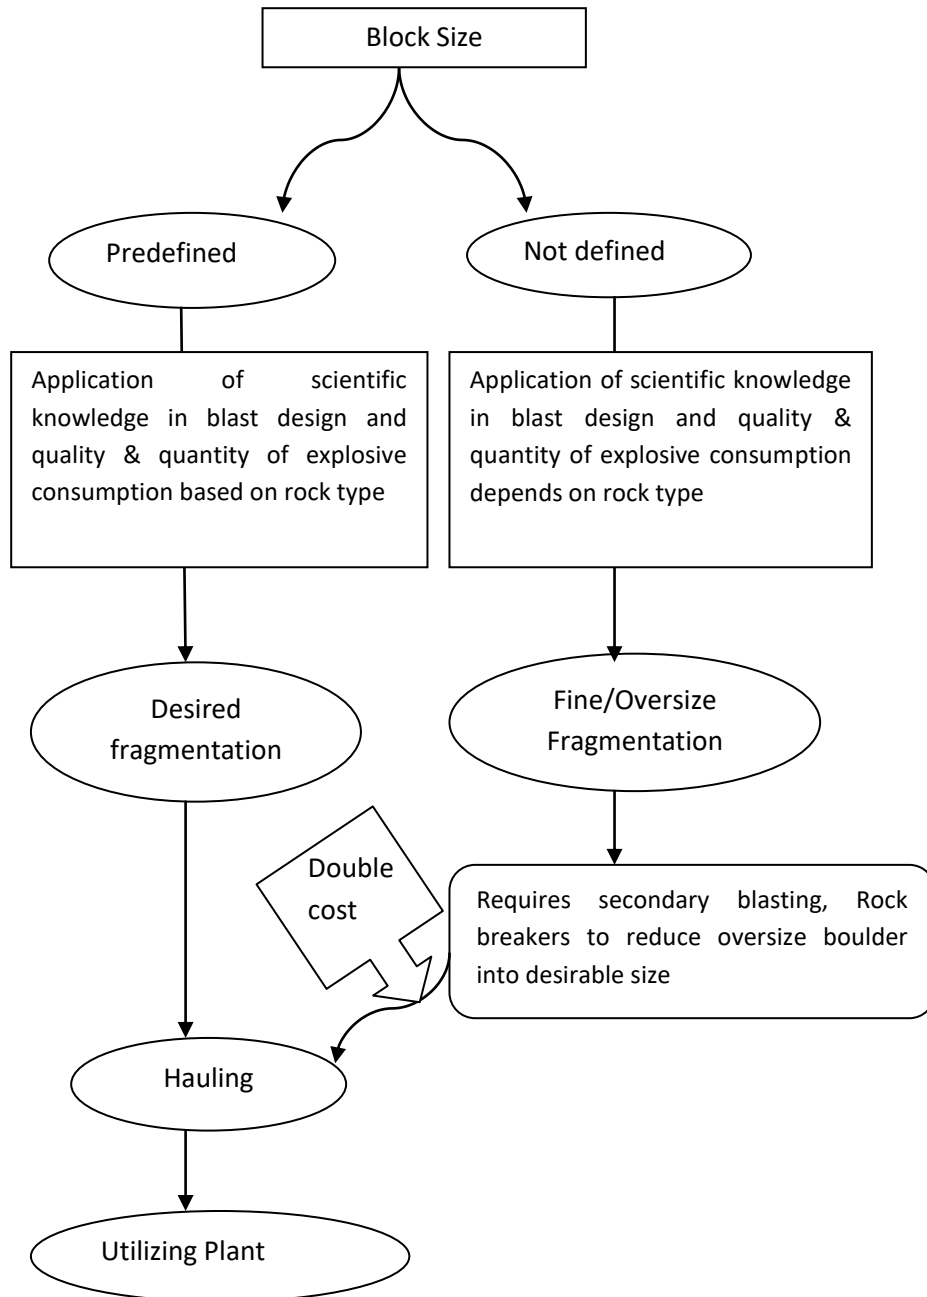 Block Size
Predefined
Not defined
Application of scientific
knowledge in blast design and
quality & quantity of explosive
consumption based on rock type
Application of scientific knowledge
in blast design and quality &
quantity of explosive consumption
depends on rock type
Desired
fragmentation
Fine/Oversize
Fragmentation
Double
cost
Requires secondary blasting, Rock
breakers to reduce oversize boulder
into desirable size
Hauling
Utilizing Plant